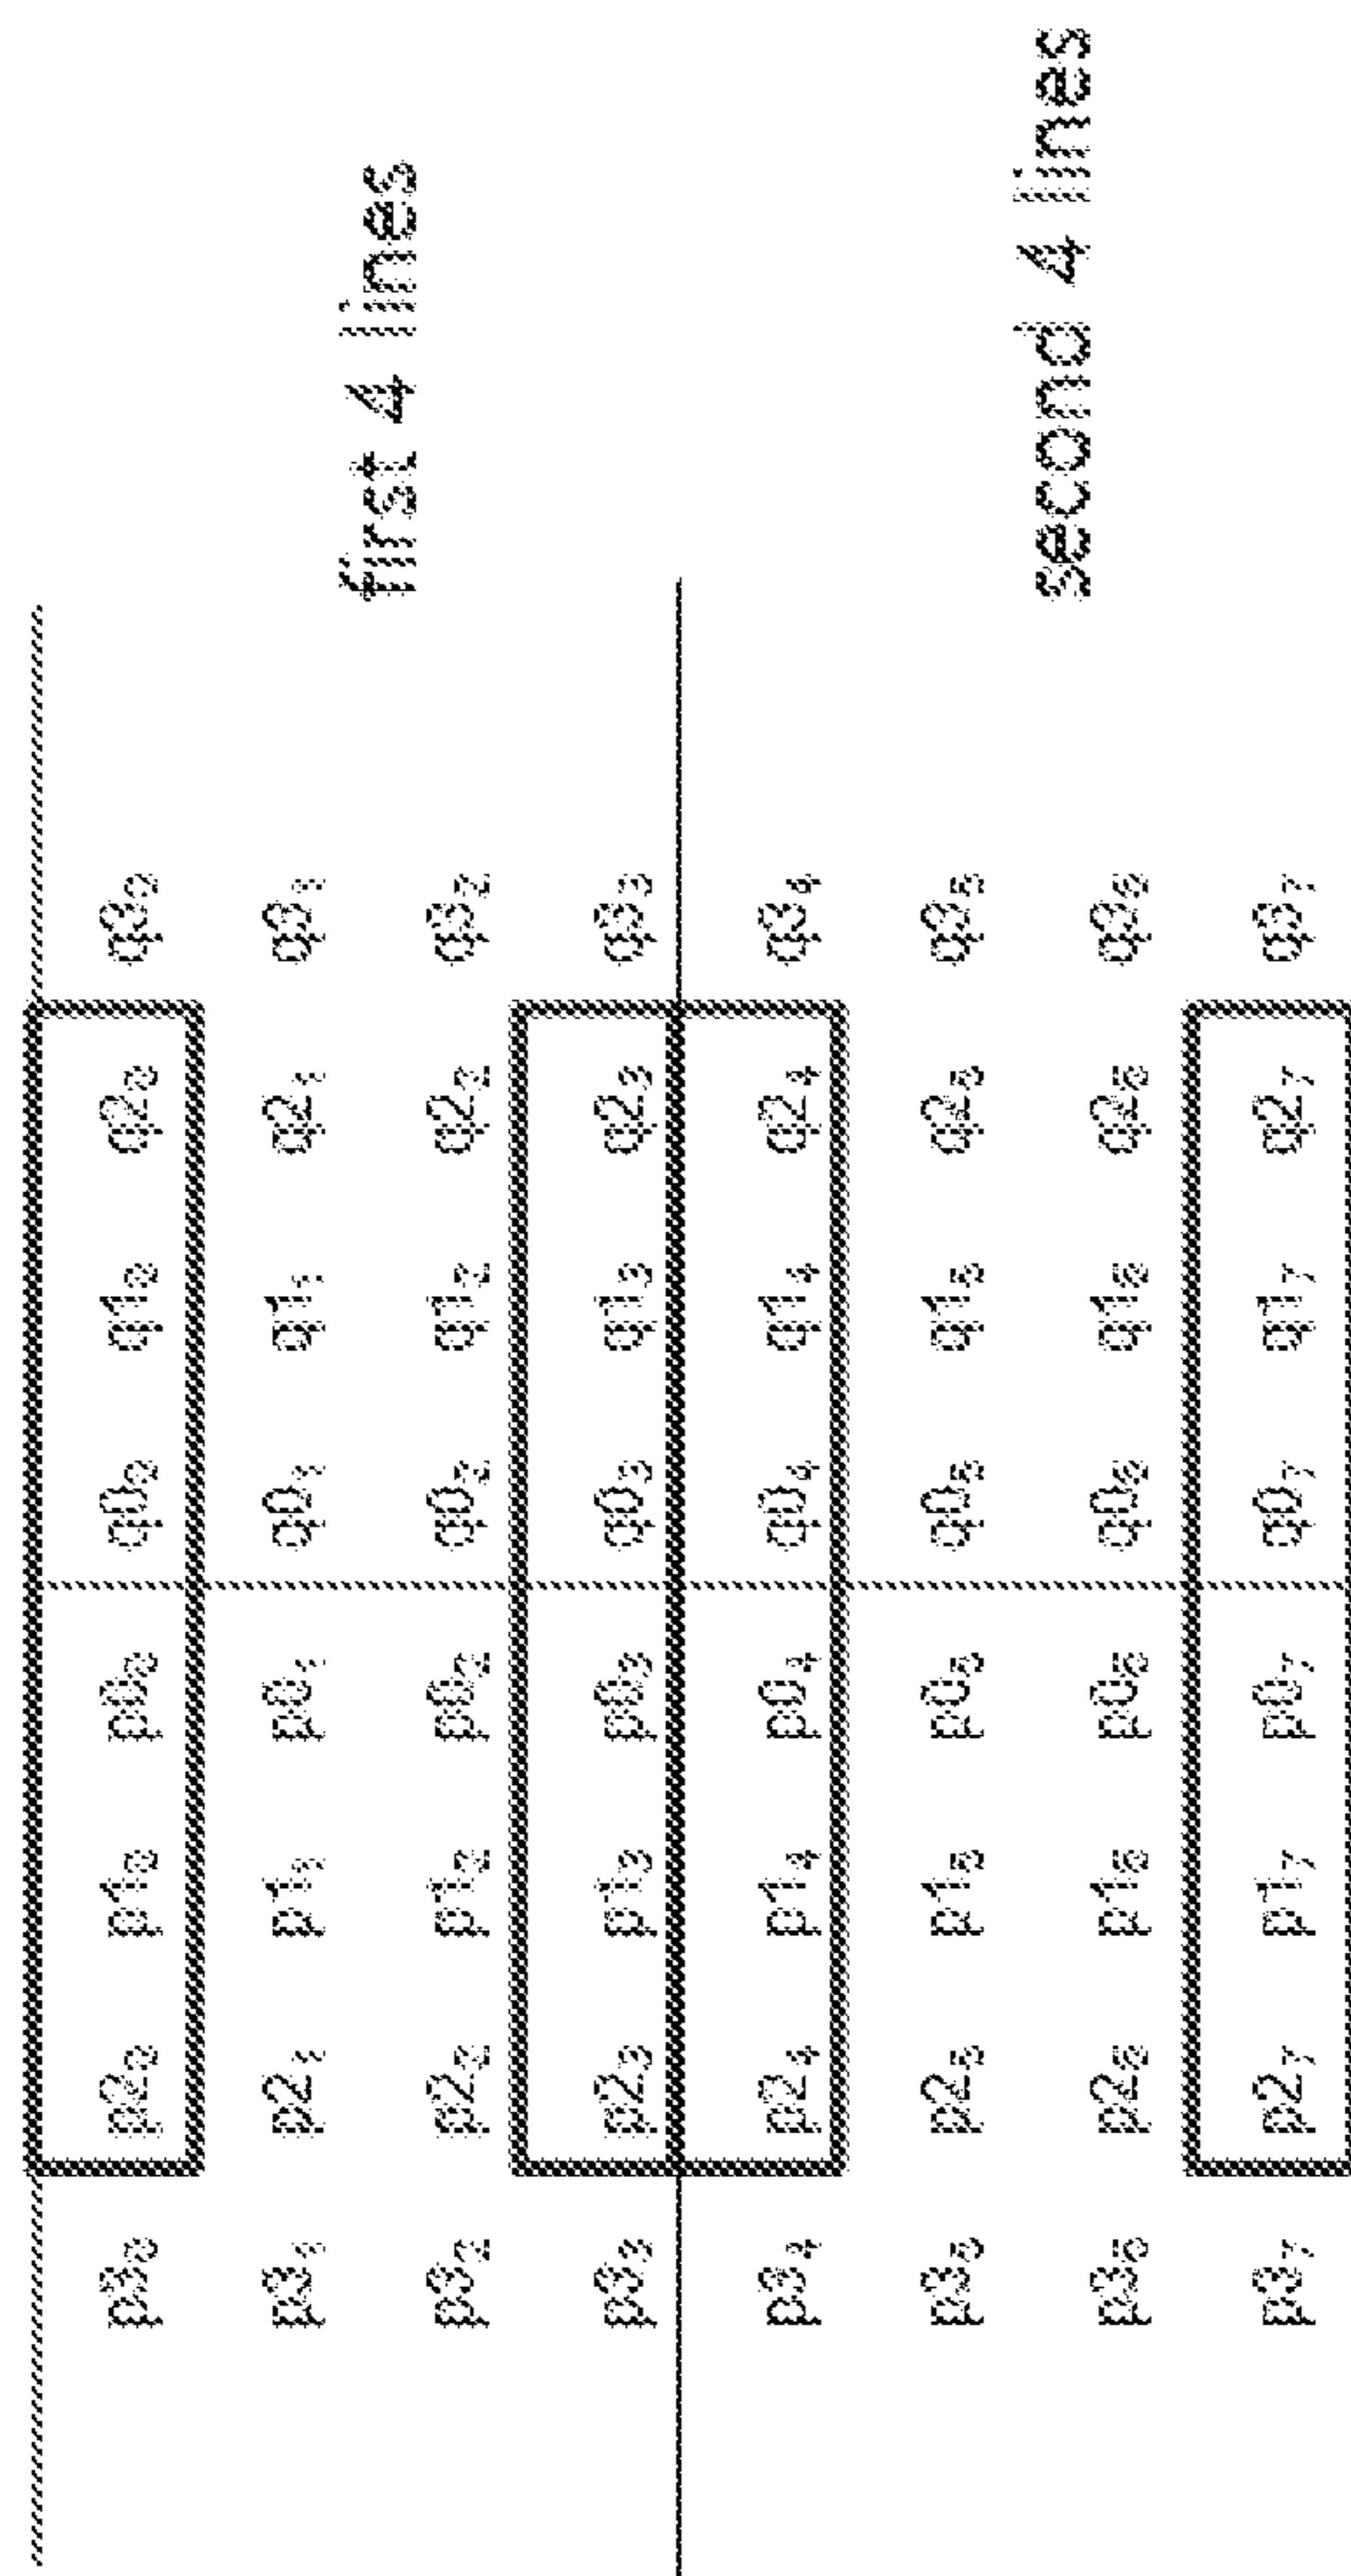 p3₀ p2₀ p1₀ p0₀ q0₀ q1₀ q2₀ q3₀
p3₁ p2₁ p1₁ p0₁ q0₁ q1₁ q2₁ q3₁
first 4 lines
p3₂ p2₂ p1₂ p0₂ q0₂ q1₂ q2₂ q3₂
p3₃ p2₃ p1₃ p0₃ q0₃ q1₃ q2₃ q3₃
p3₄ p2₄ p1₄ p0₄ q0₄ q1₄ q2₄ q3₄
p3₅ p2₅ p1₅ p0₅ q0₅ q1₅ q2₅ q3₅
second 4 lines
p3₆ p2₆ p1₆ p0₆ q0₆ q1₆ q2₆ q3₆
p3₇ p2₇ p1₇ p0₇ q0₇ q1₇ q2₇ q3₇